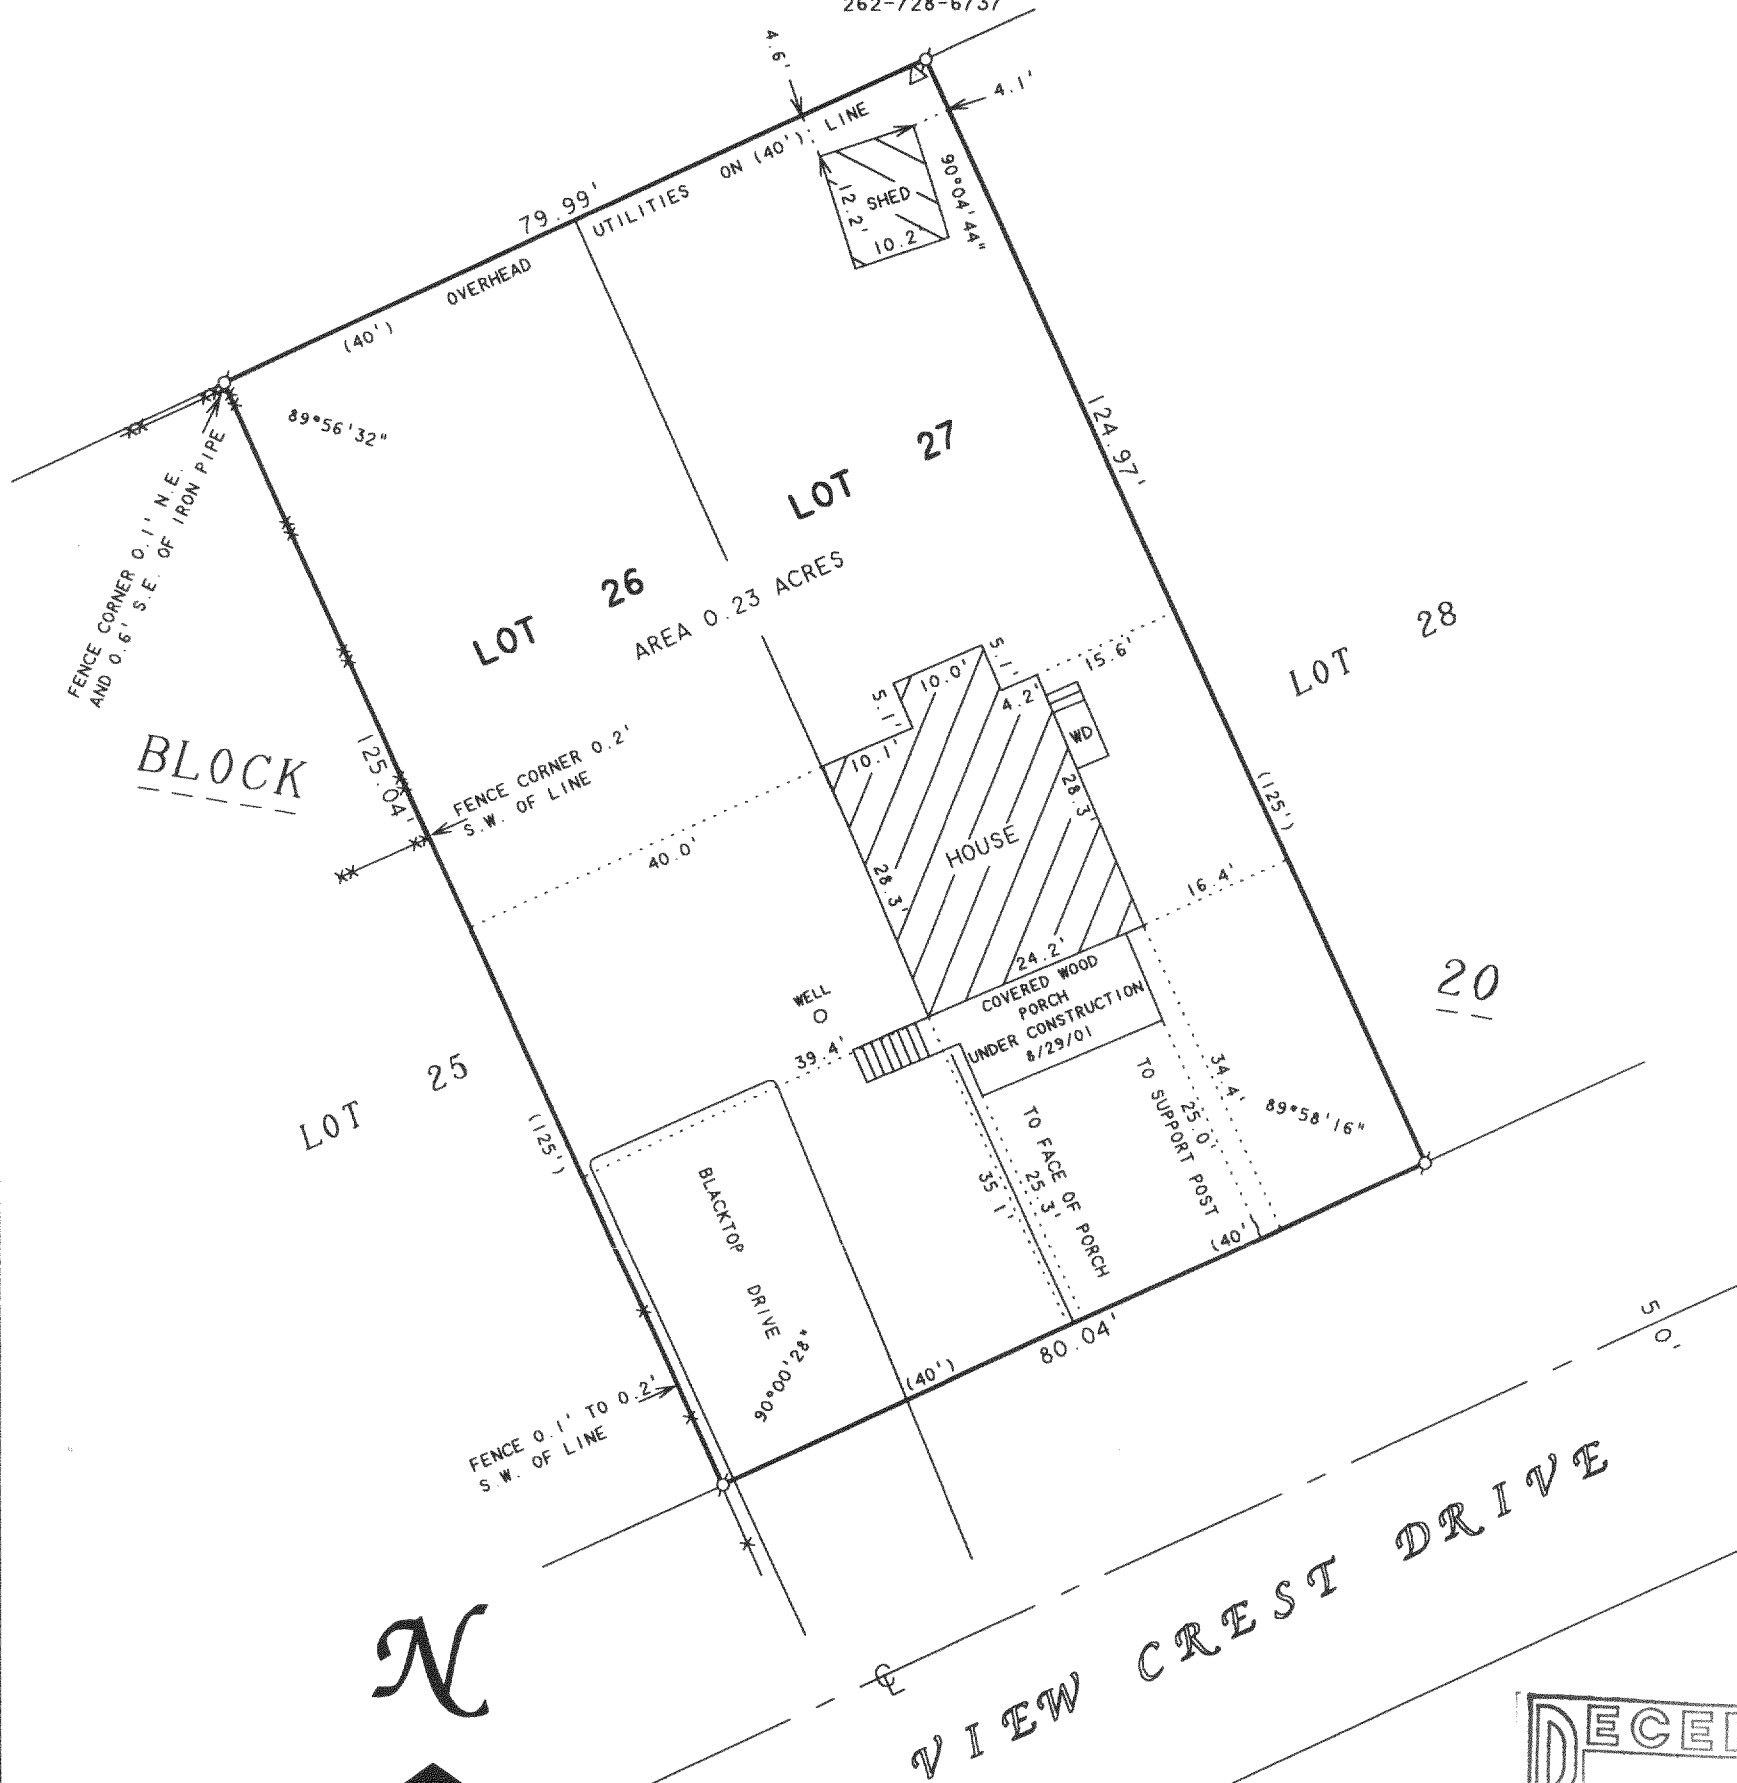 262-728-6737
4.6'
4.1'
79.99'
OVERHEAD UTILITIES ON (40') LINE
(40')
12.2'
SHED
10.2'
90°04'44"
89°56'32"
FENCE CORNER 0.1' N.E.
AND 0.6' S.E. OF IRON PIPE
124.97'
LOT 27
LOT 26
AREA 0.23 ACRES
LOT 28
BLOCK
125.04'
FENCE CORNER 0.2'
S.W. OF LINE
40.0'
10.0'
5.1'
5.1'
4.2'
10.1'
15.6'
WD
28.3'
HOUSE
28.3'
(125')
16.4'
24.2'
COVERED WOOD
PORCH
UNDER CONSTRUCTION
8/29/01
WELL
39.4'
20
LOT 25
(125')
BLACKTOP DRIVE
90°00'28"
35.1'
25.3'
TO FACE OF PORCH
25.0'
TO SUPPORT POST
34.4'
89°58'16"
(40')
80.04'
(40')
FENCE 0.1' TO 0.2'
S.W. OF LINE
50'
N
CL
VIEW CREST DRIVE
DECEI